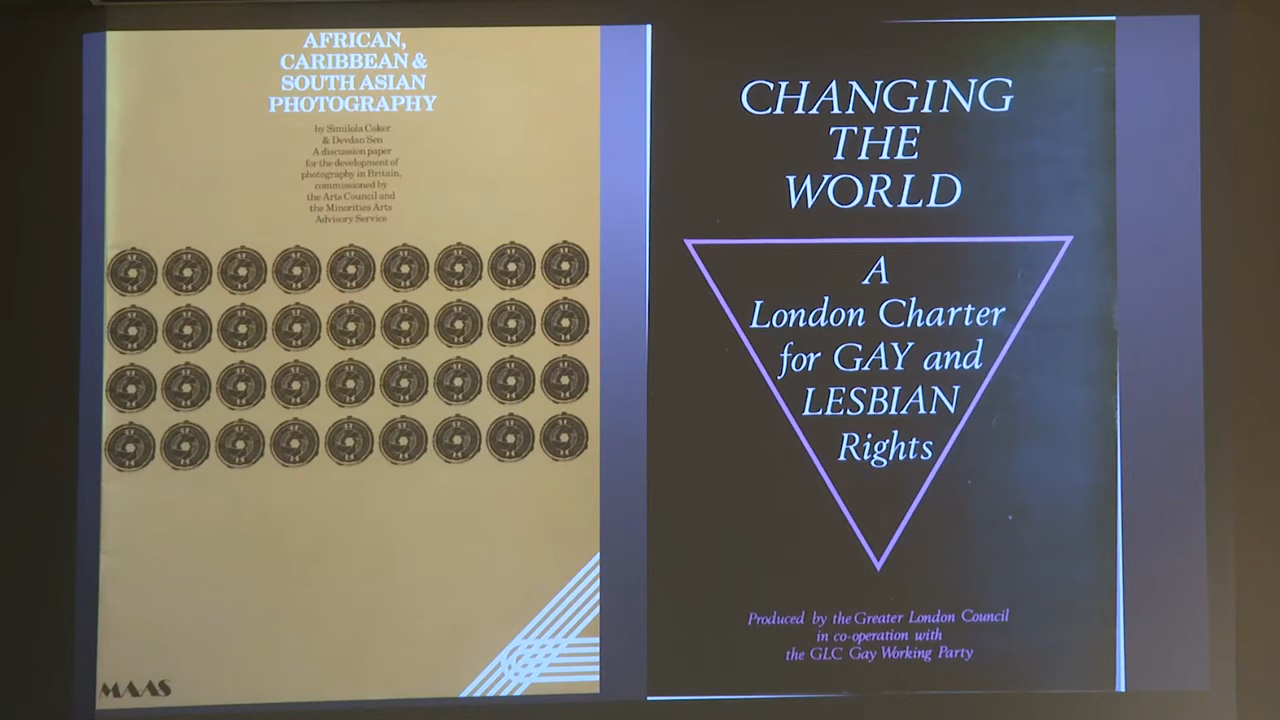 AFRICAN,
CARIBBEAN &
SOUTH ASIAN
PHOTOGRAPHY
by Similola Coker
& Devdan Sen
A discussion paper
for the development of
photography in Britain,
commissioned by
the Arts Council and
the Minorities Arts
Advisory Service
MAAS
CHANGING
THE
WORLD
A
London Charter
for GAY and
LESBIAN
Rights
Produced by the Greater London Council
in co-operation with
the GLC Gay Working Party